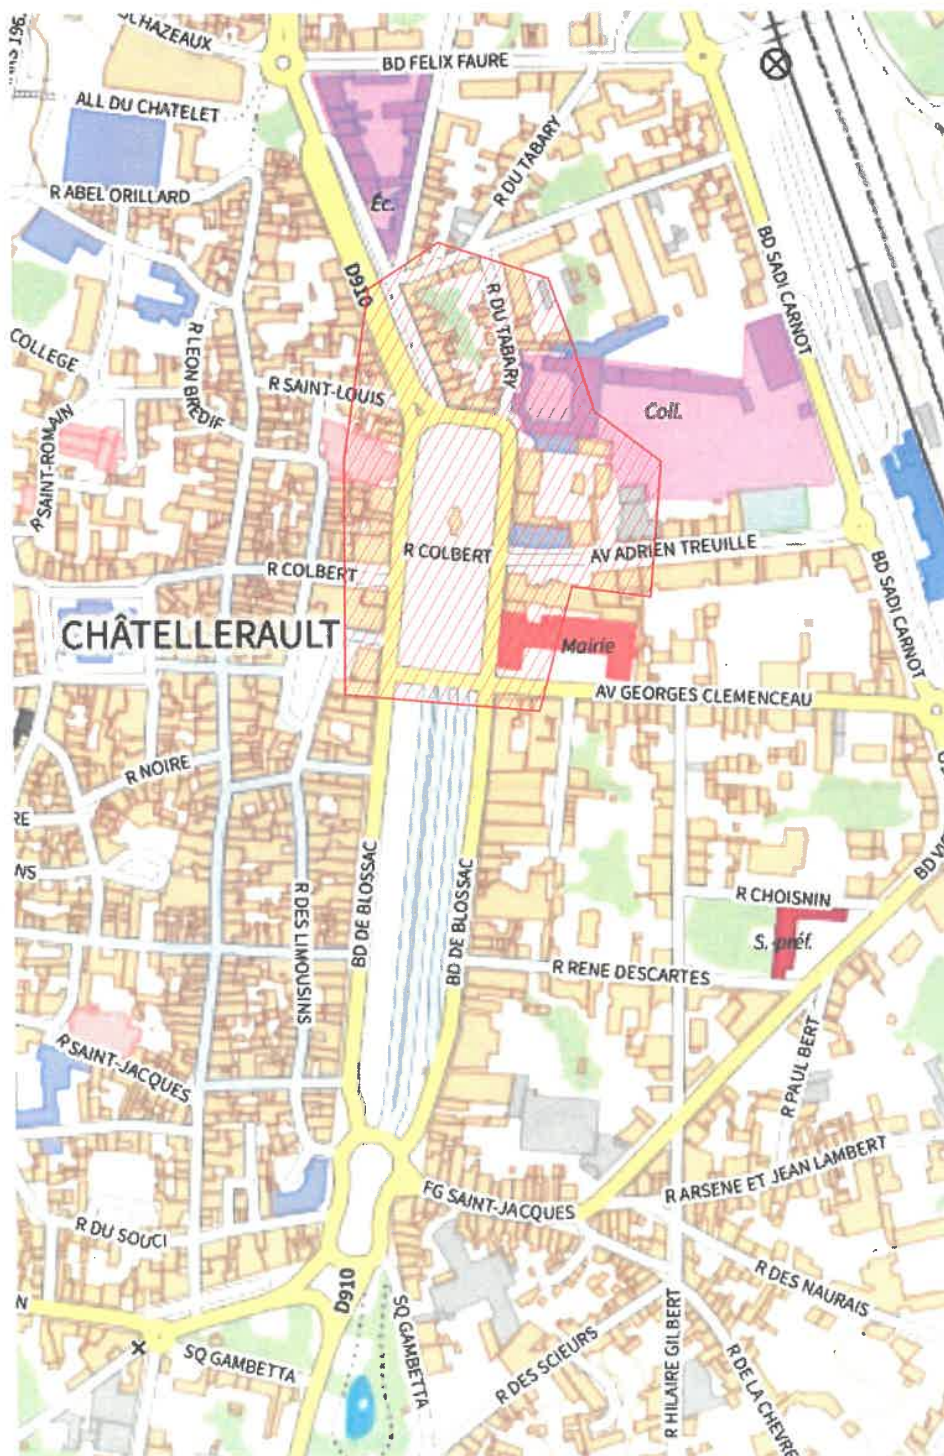 CHAZEAUX
BD FELIX FAURE
ALL DU CHATELET
R DU TABARY
R ABEL ORILLARD
Éc.
BD SADI CARNOT
D910
R DU TABARY
COLLEGE
R LEON BREDIF
R SAINT-LOUIS
Coll.
R SAINT-ROMAIN
R COLBERT
AV ADRIEN TREUILLE
R COLBERT
BD SADI CARNOT
CHÂTELLERAULT
Mairie
AV GEORGES CLEMENCEAU
R NOIRE
RE
NS
BD DE BLOSSAC
BD DE BLOSSAC
R DES LIMOUSINS
R CHOISNIN
S.-préf.
R RENE DESCARTES
R SAINT-JACQUES
R PAUL BERT
R ARSENE ET JEAN LAMBERT
FG SAINT-JACQUES
R DU SOUCI
R DES NAURAIS
D910
N
SQ GAMBETTA
SQ GAMBETTA
R DES SCIEURS
R HILAIRE GILBERT
R DE LA CHEVRE